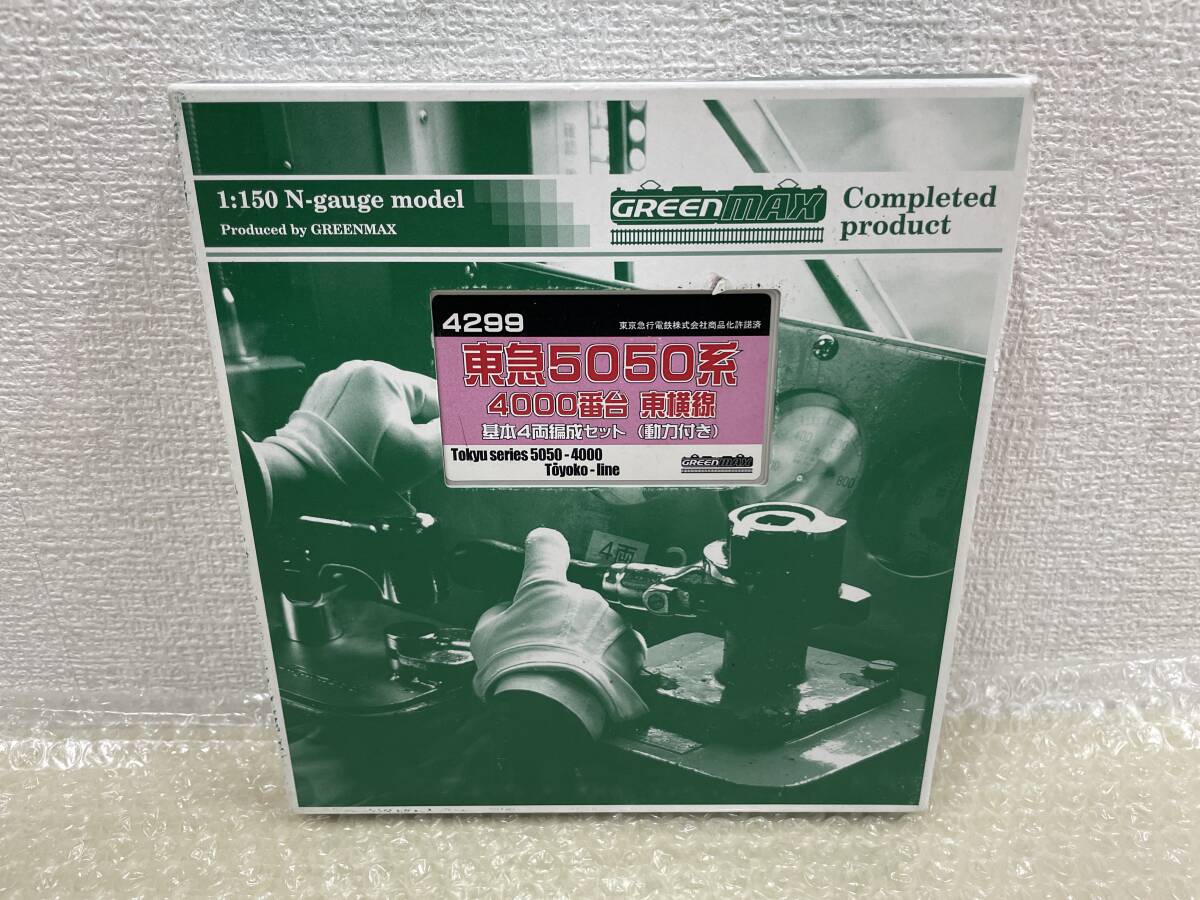 1:150 N-gauge model
Produced by GREENMAX
GREENMAX
Completed
product
4299
東京急行電鉄株式会社商品化許諾済
東急5050系
4000番台 東横線
基本4両編成セット (動力付き)
Tokyu series 5050-4000
Tōyoko-line
GREENMAX
4両